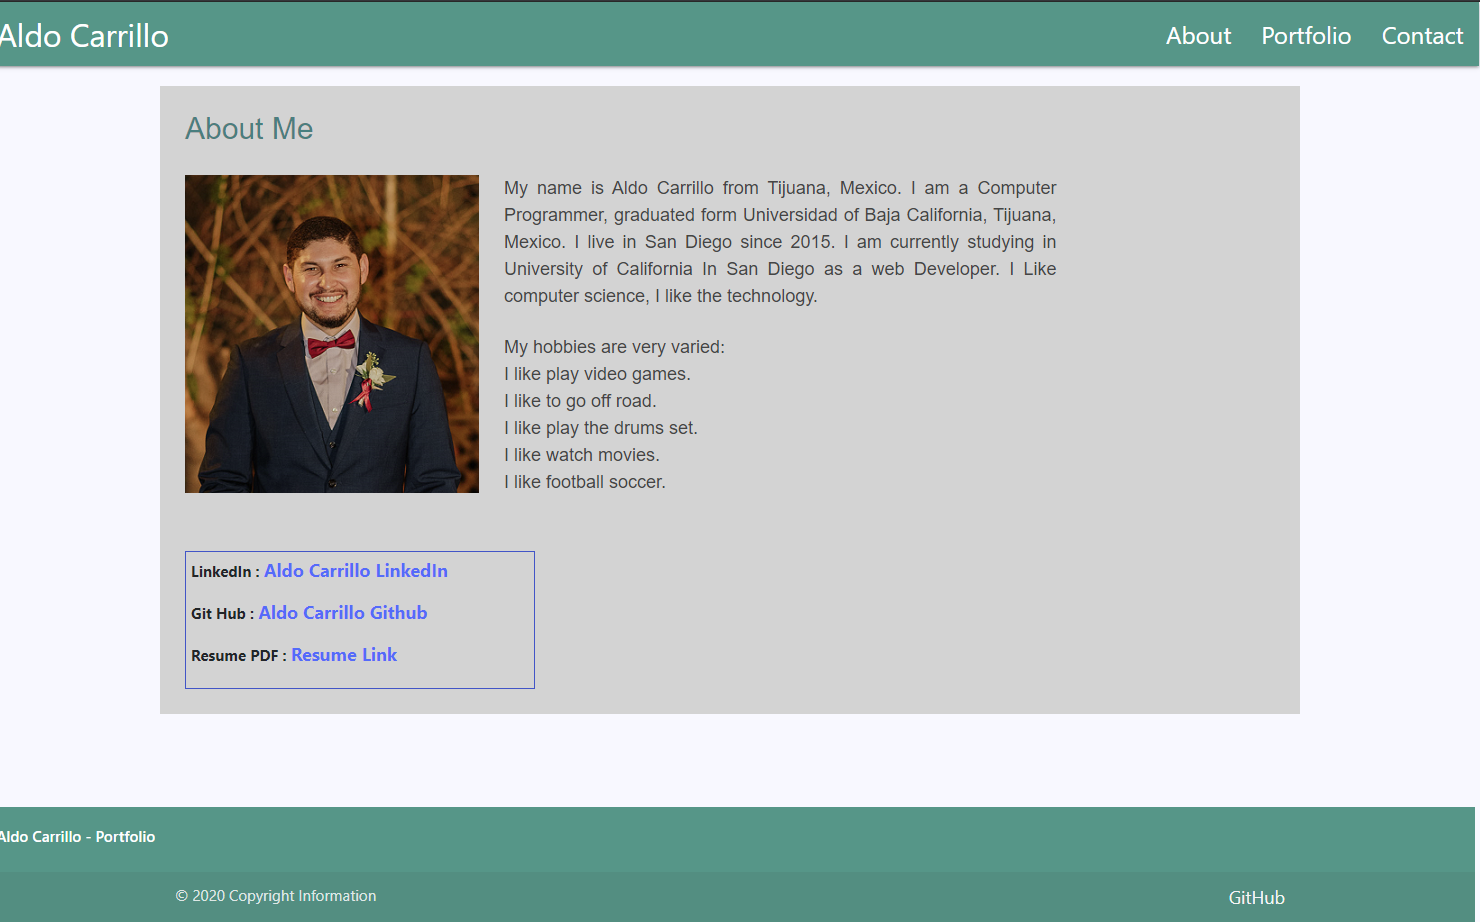 Aldo Carrillo
About Portfolio Contact
About Me
My name is Aldo Carrillo from Tijuana, Mexico. I am a Computer
Programmer, graduated form Universidad of Baja California, Tijuana,
Mexico. I live in San Diego since 2015. I am currently studying in
University of California In San Diego as a web Developer. I Like
computer science, I like the technology.
My hobbies are very varied:
I like play video games.
I like to go off road.
I like play the drums set.
I like watch movies.
I like football soccer.
LinkedIn : Aldo Carrillo LinkedIn
Git Hub : Aldo Carrillo Github
Resume PDF : Resume Link
Aldo Carrillo - Portfolio
© 2020 Copyright Information
GitHub